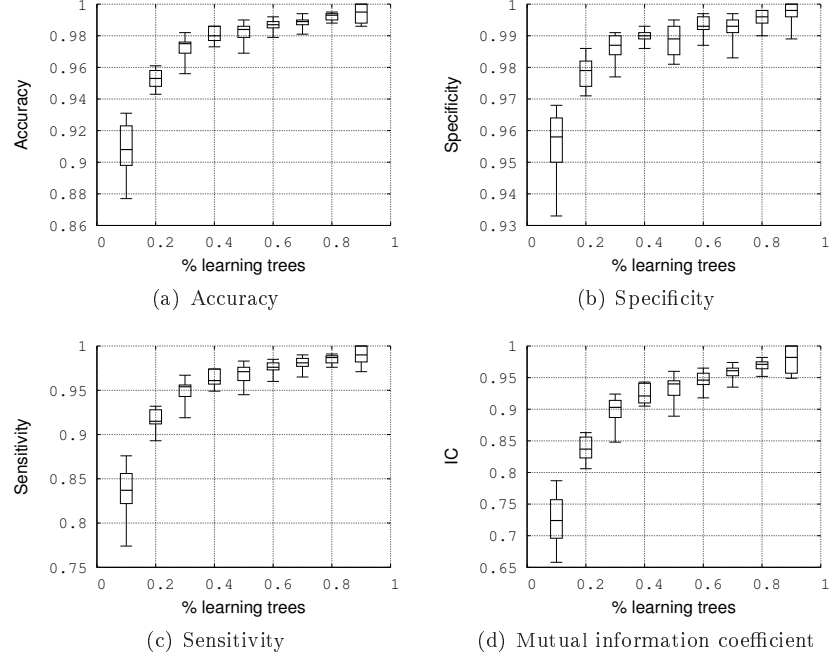 1
0.98
0.96
0.94
0.92
0.9
0.88
0.86
Accuracy
0 0.2 0.4 0.6 0.8 1
% learning trees
(a) Accuracy
1
0.99
0.98
0.97
0.96
0.95
0.94
0.93
Specificity
0 0.2 0.4 0.6 0.8 1
% learning trees
(b) Specificity
1
0.95
0.9
0.85
0.8
0.75
Sensitivity
0 0.2 0.4 0.6 0.8 1
% learning trees
(c) Sensitivity
1
0.95
0.9
0.85
0.8
0.75
0.7
0.65
IC
0 0.2 0.4 0.6 0.8 1
% learning trees
(d) Mutual information coefficient